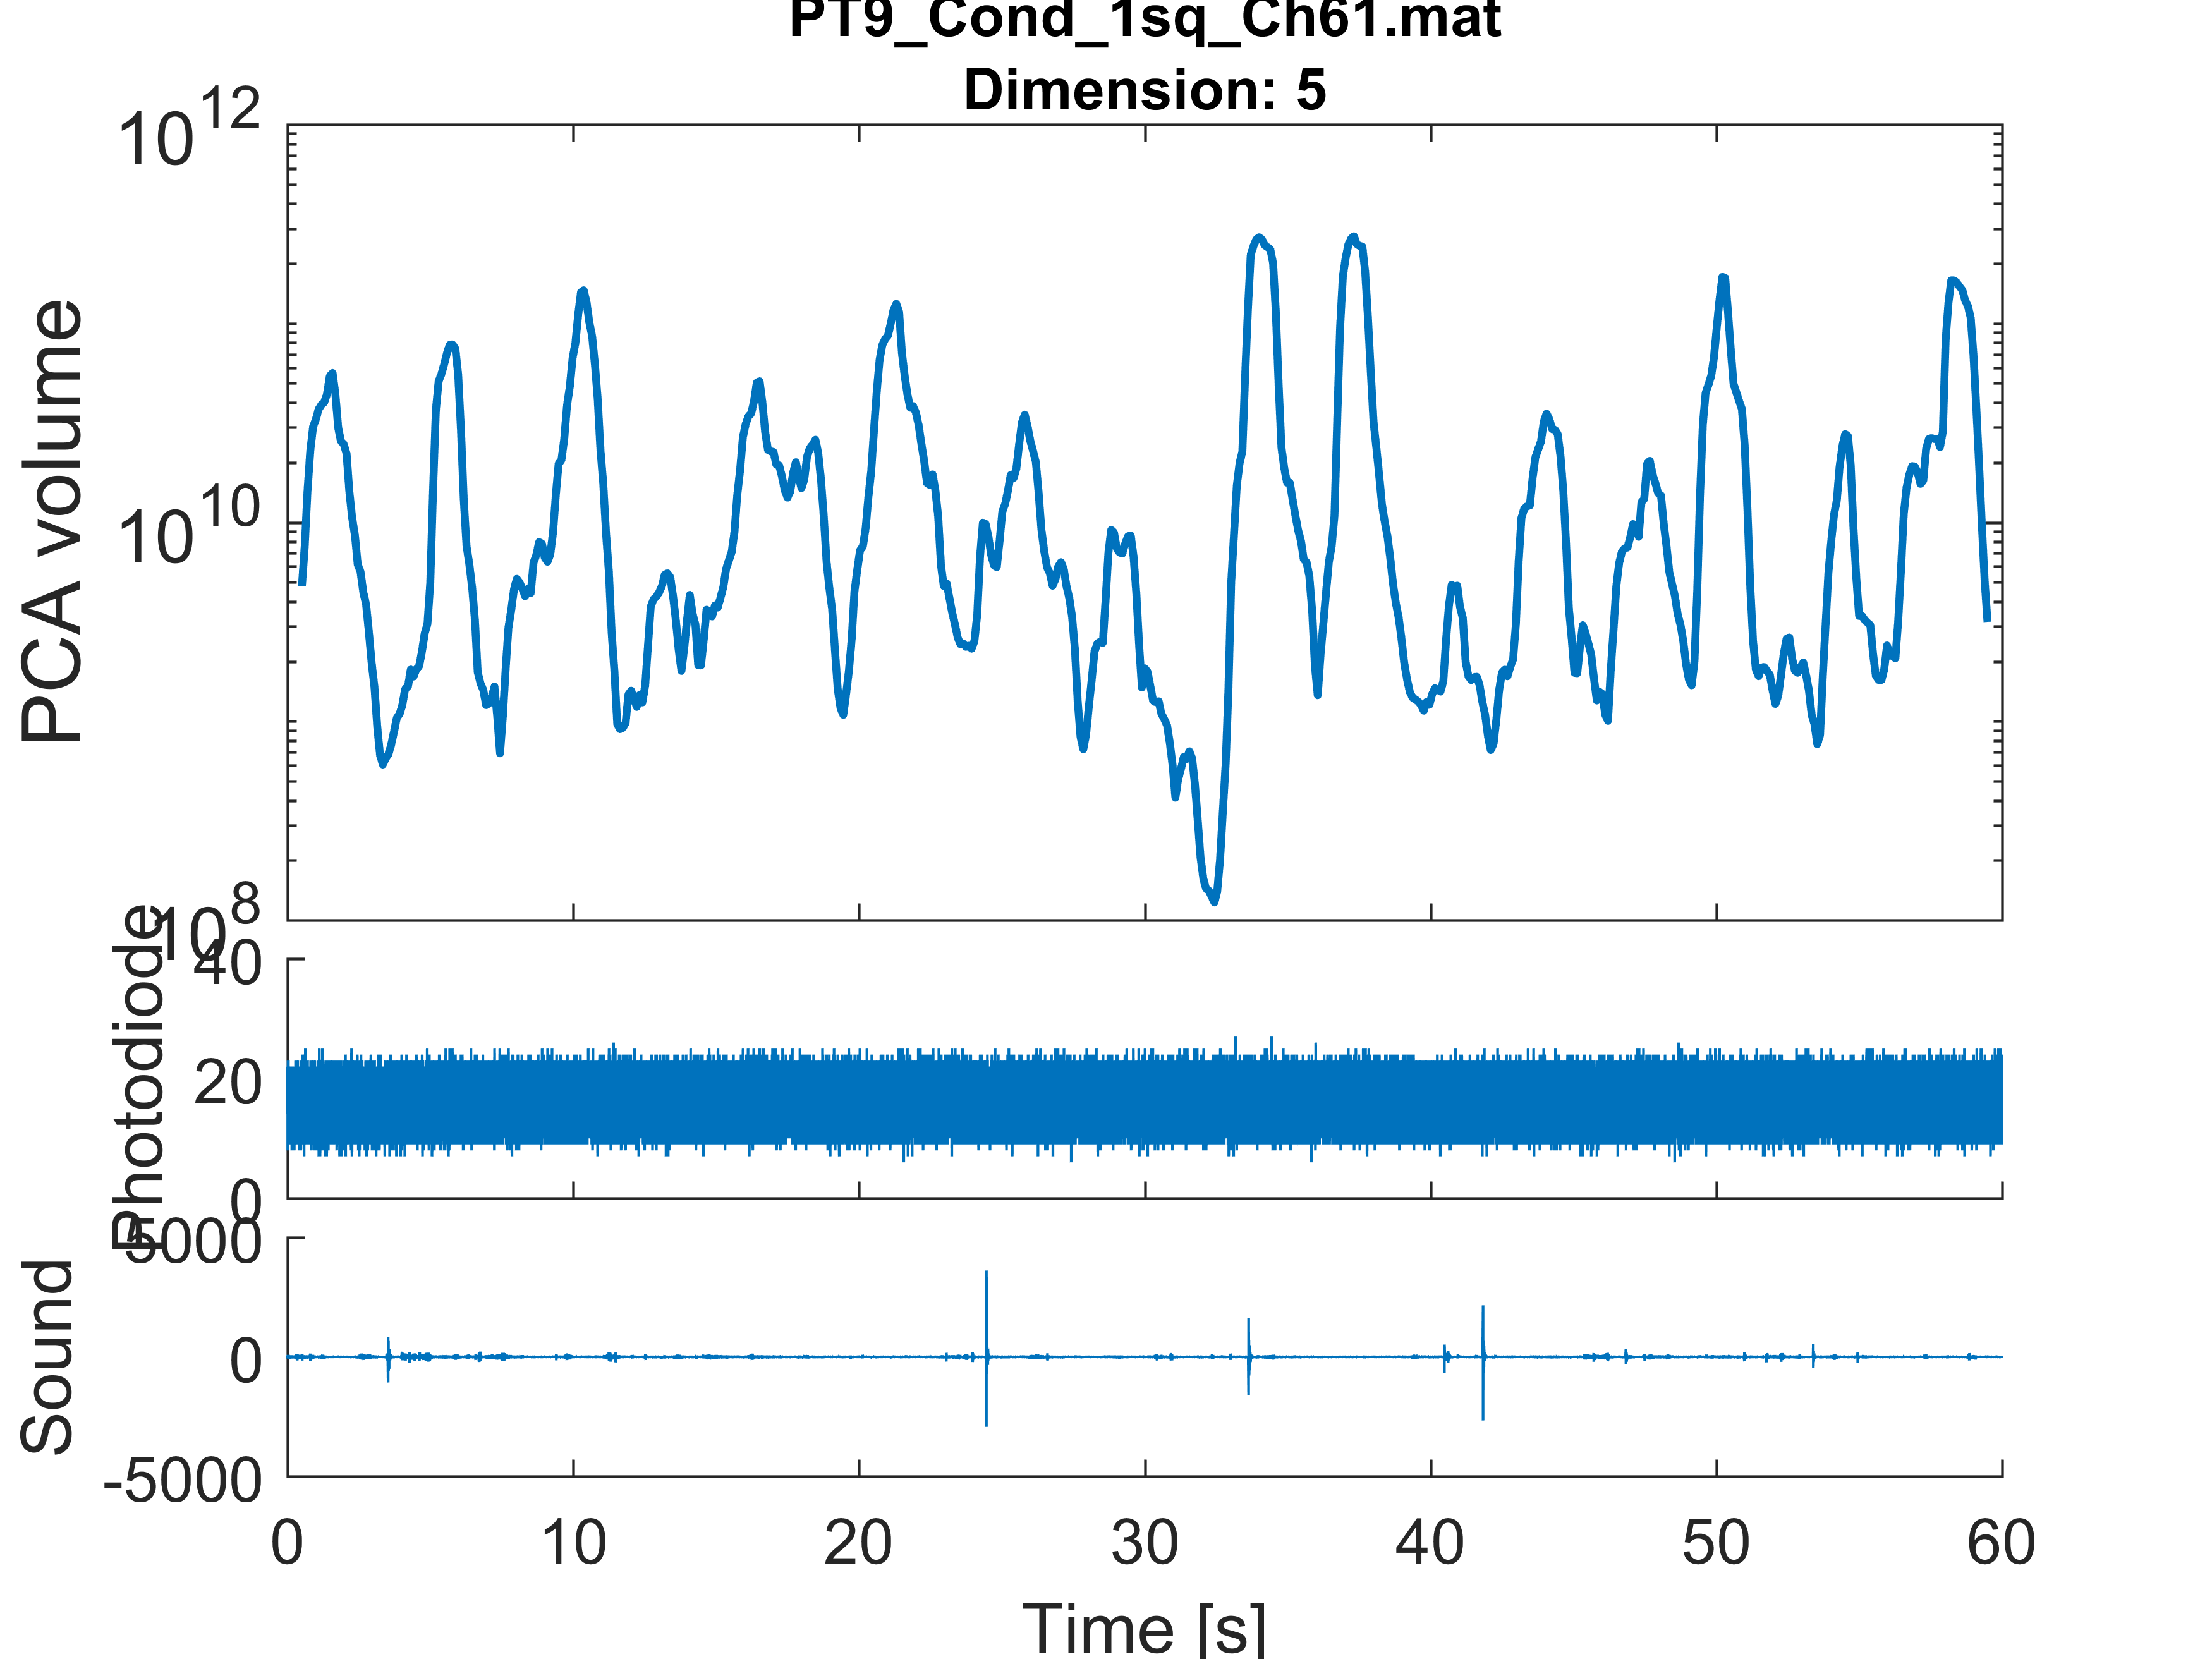 PT9_Cond_1sq_Ch61.mat
Dimension: 5
10^12
10^10
10^8
PCA volume
40
20
0
Photodiode
5000
0
-5000
Sound
0 10 20 30 40 50 60
Time [s]